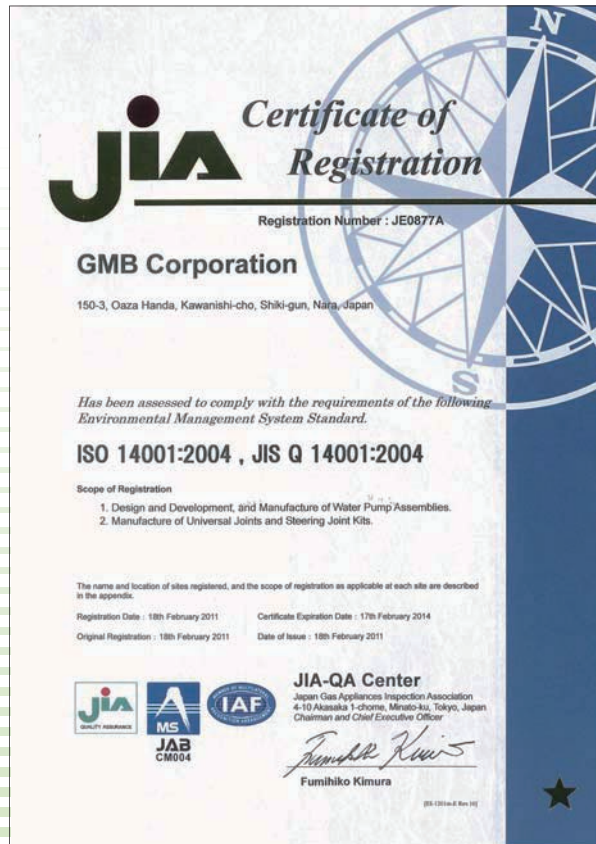 N
JIA
Certificate of
Registration
Registration Number : JE0877A
GMB Corporation
150-3, Oaza Handa, Kawanishi-cho, Shiki-gun, Nara, Japan
S
Has been assessed to comply with the requirements of the following
Environmental Management System Standard.
ISO 14001:2004 , JIS Q 14001:2004
Scope of Registration
1. Design and Development, and Manufacture of Water Pump Assemblies.
2. Manufacture of Universal Joints and Steering Joint Kits.
The name and location of sites registered, and the scope of registration as applicable at each site are described
in the appendix.
Registration Date : 18th February 2011 Certificate Expiration Date : 17th February 2014
Original Registration : 18th February 2011 Date of Issue : 18th February 2011
JIA
QUALITY ASSURANCE
MS
JAB
CM004
IAF
JIA-QA Center
Japan Gas Appliances Inspection Association
4-10 Akasaka 1-chome, Minato-ku, Tokyo, Japan
Chairman and Chief Executive Officer
Fumihiko Kimura